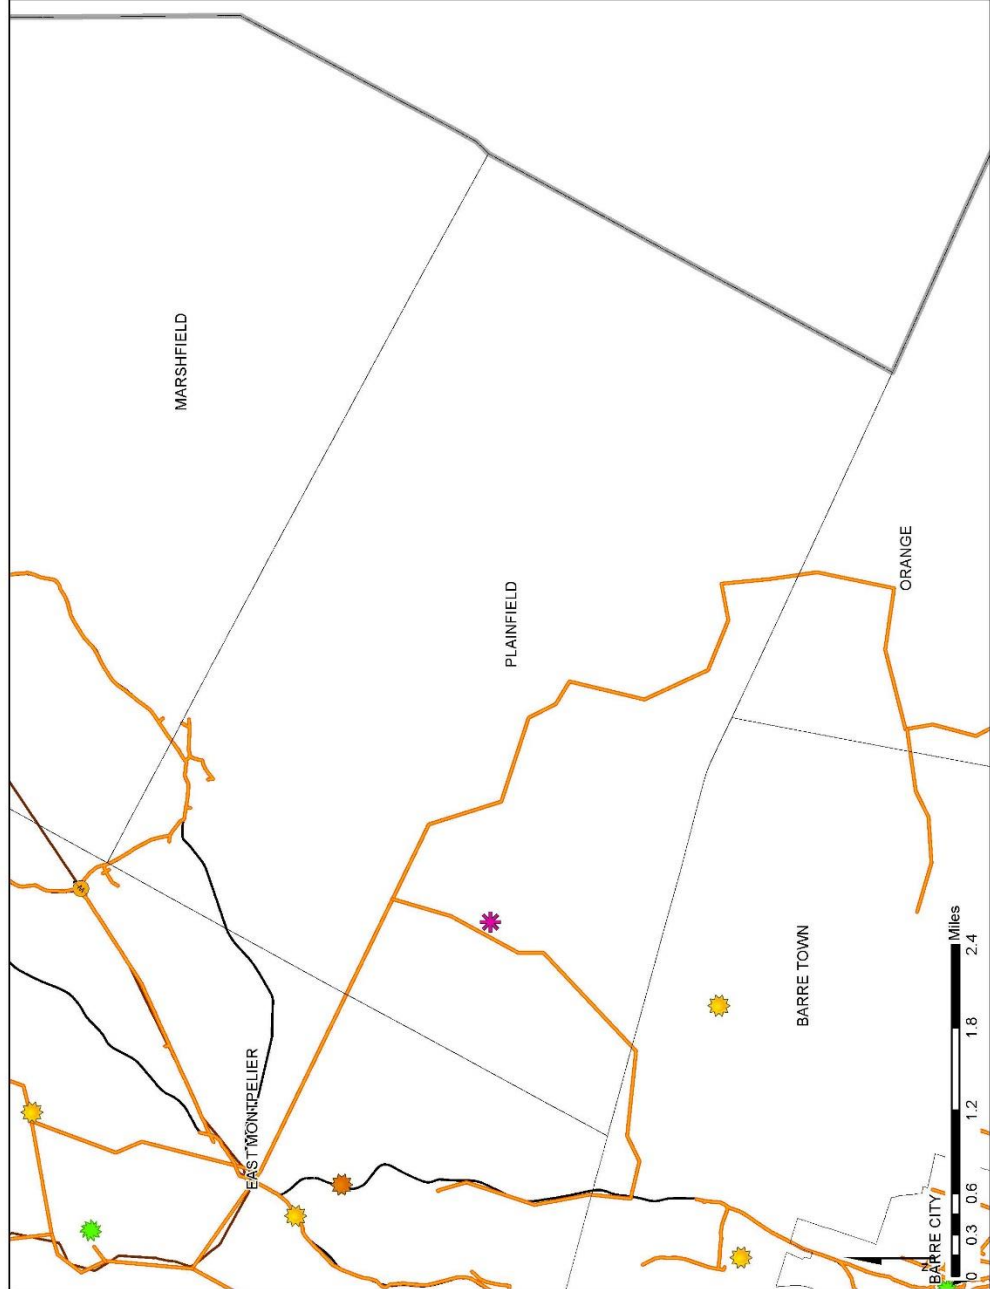 MARSHFIELD
PLAINFIELD
ORANGE
EAST MONTPELIER
BARRE TOWN
BARRE CITY
N
Miles
0 0.3 0.6 1.2 1.8 2.4